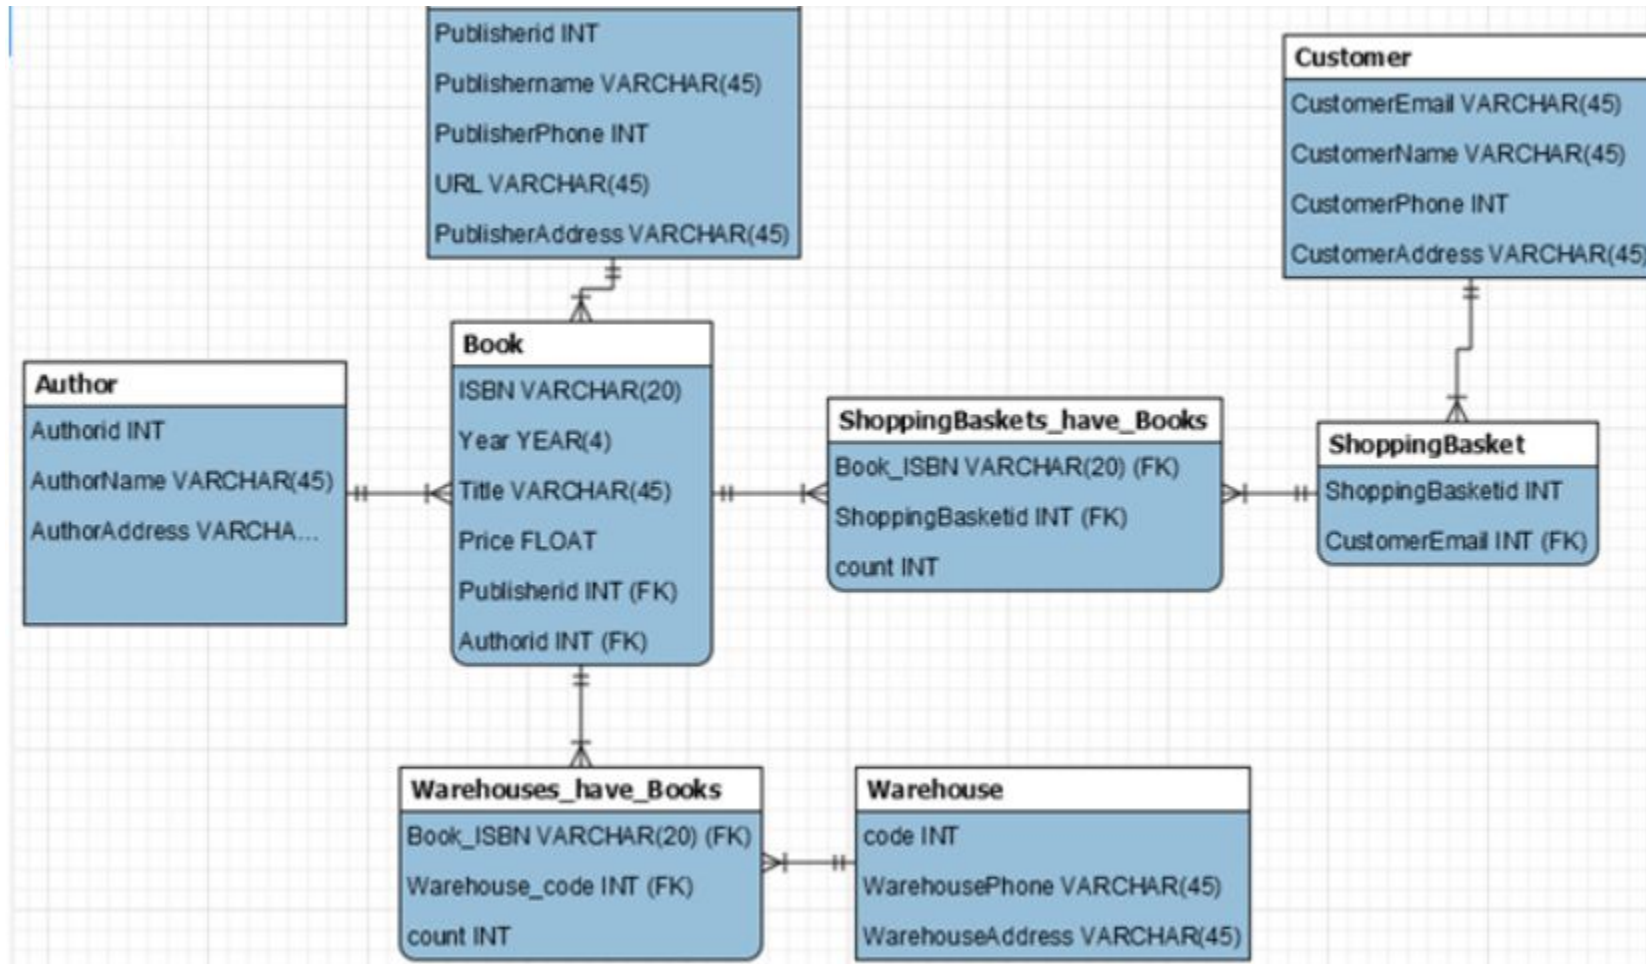 Publisherid INT
Publishername VARCHAR(45)
PublisherPhone INT
URL VARCHAR(45)
PublisherAddress VARCHAR(45)
Customer
CustomerEmail VARCHAR(45)
CustomerName VARCHAR(45)
CustomerPhone INT
CustomerAddress VARCHAR(45)
Author
Authorid INT
AuthorName VARCHAR(45)
AuthorAddress VARCHA...
Book
ISBN VARCHAR(20)
Year YEAR(4)
Title VARCHAR(45)
Price FLOAT
Publisherid INT (FK)
Authorid INT (FK)
ShoppingBaskets_have_Books
Book_ISBN VARCHAR(20) (FK)
ShoppingBasketid INT (FK)
count INT
ShoppingBasket
ShoppingBasketid INT
CustomerEmail INT (FK)
Warehouses_have_Books
Book_ISBN VARCHAR(20) (FK)
Warehouse_code INT (FK)
count INT
Warehouse
code INT
WarehousePhone VARCHAR(45)
WarehouseAddress VARCHAR(45)